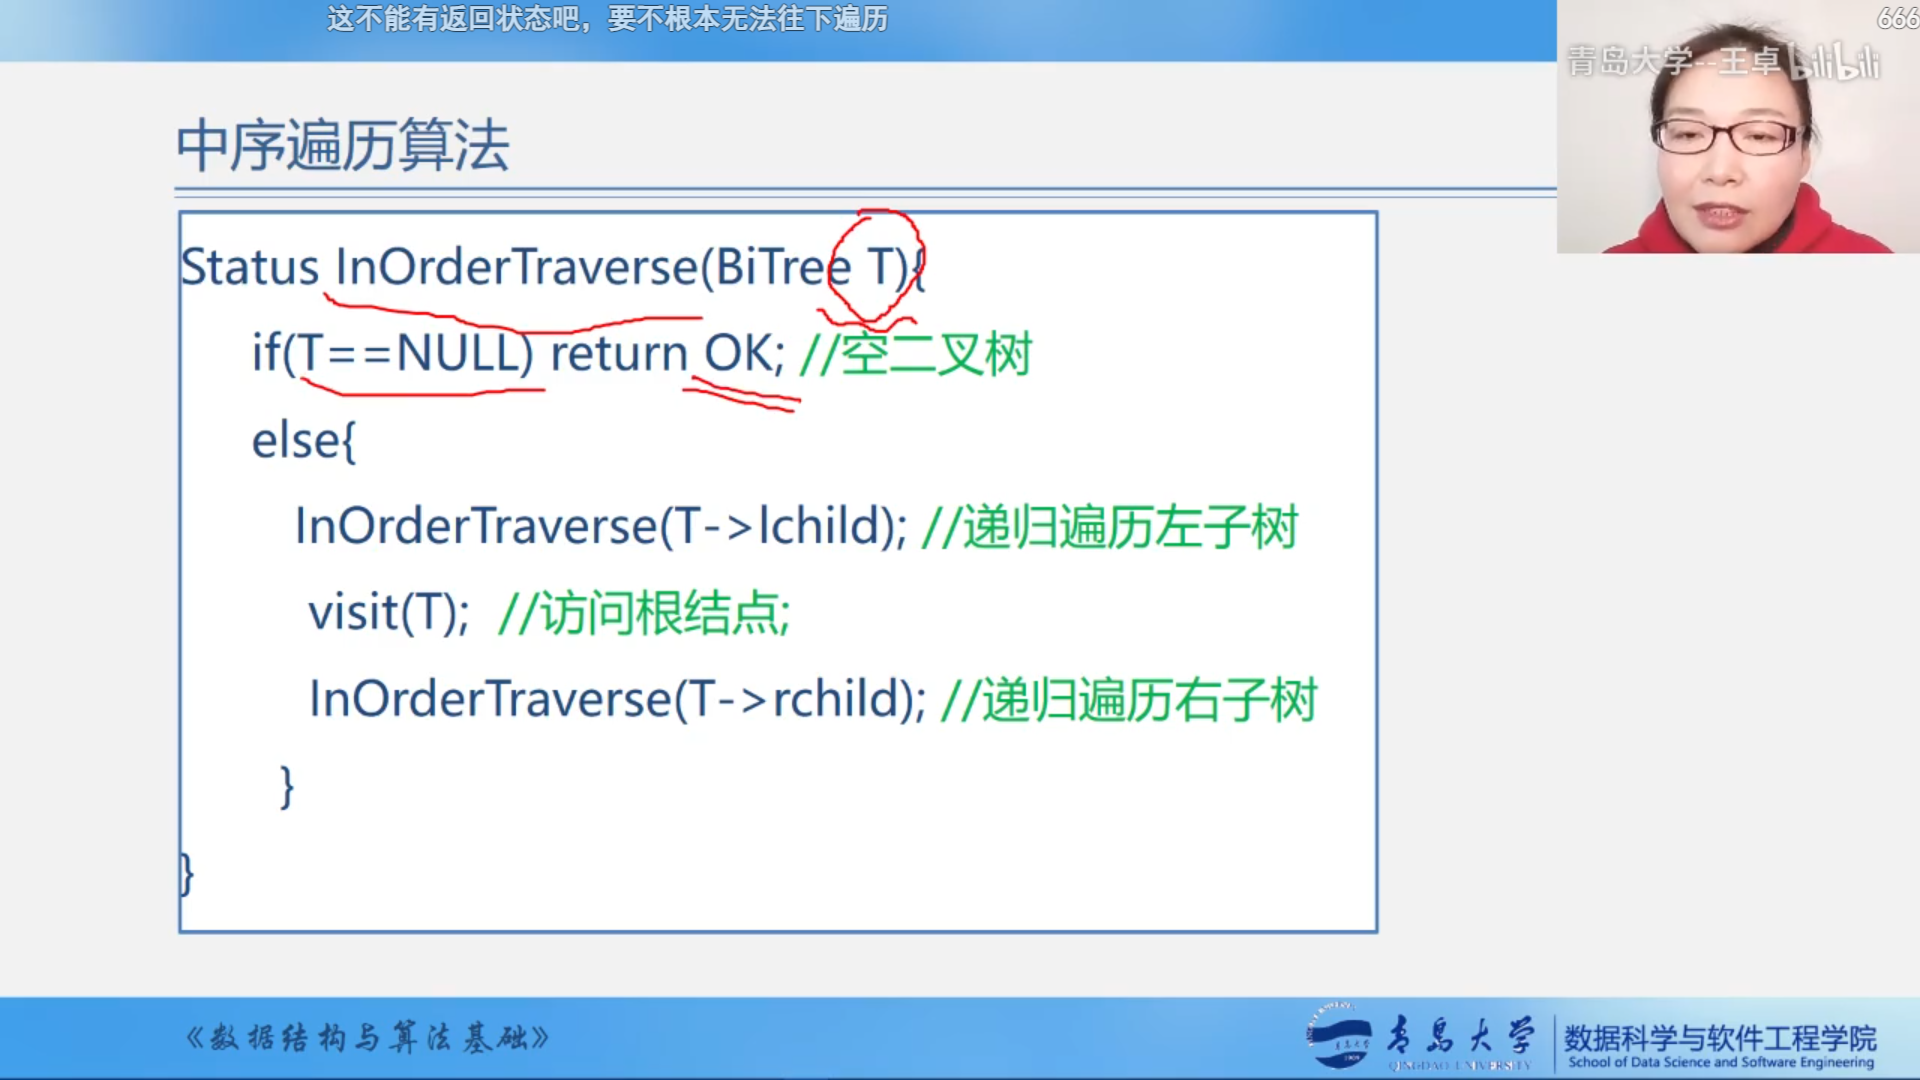 这不能有返回状态吧，要不根本无法往下遍历
666
青岛大学--王卓 bilibili
中序遍历算法
Status InOrderTraverse(BiTree T){
if(T==NULL) return OK; //空二叉树
else{
InOrderTraverse(T->lchild); //递归遍历左子树
visit(T); //访问根结点;
InOrderTraverse(T->rchild); //递归遍历右子树
}
}
《数据结构与算法基础》
青岛大学
QINGDAO UNIVERSITY
数据科学与软件工程学院
School of Data Science and Software Engineering